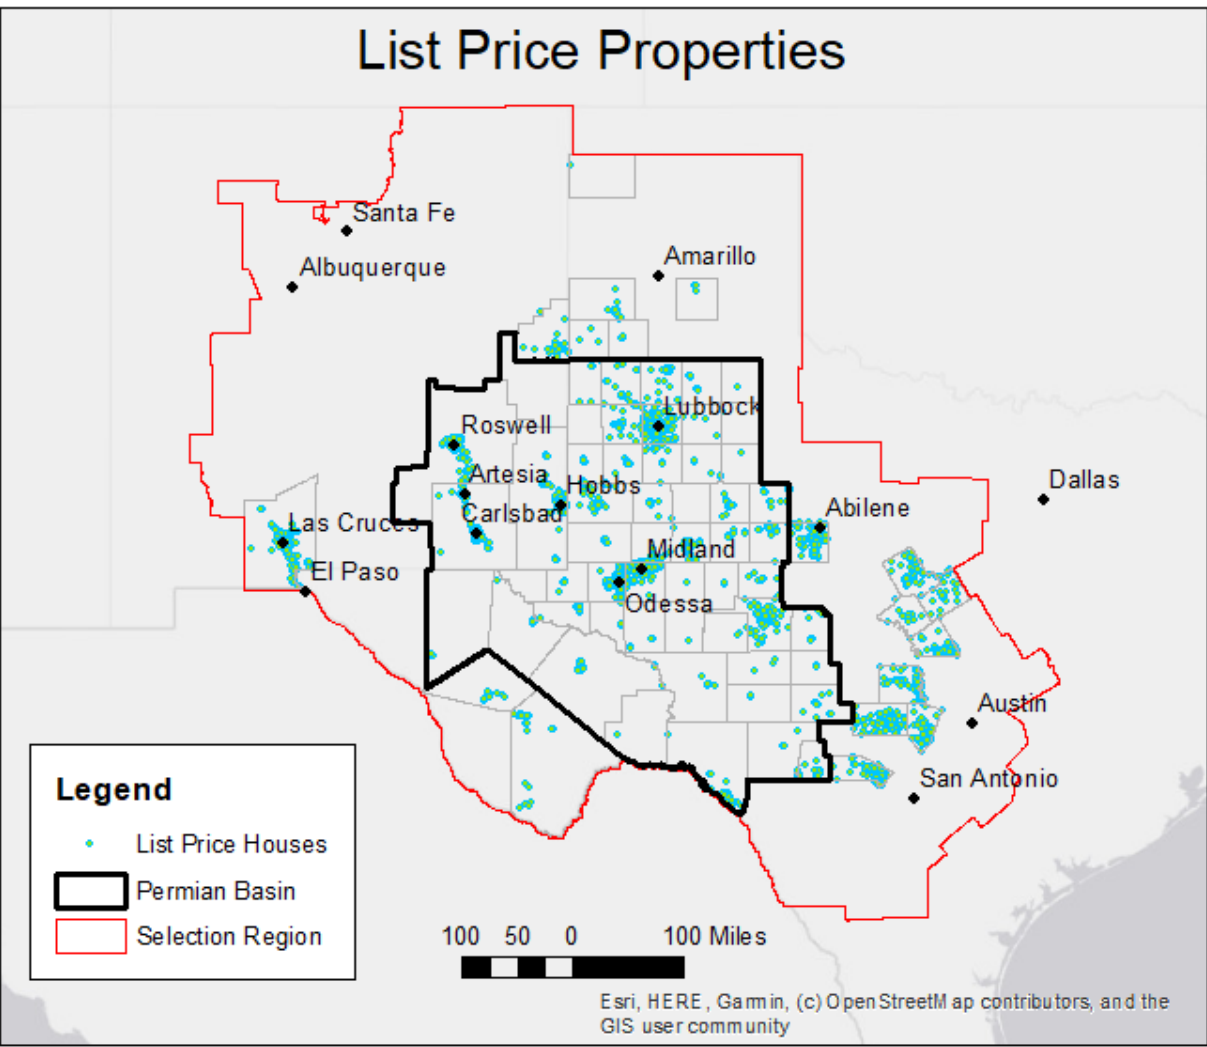 List Price Properties
Santa Fe
Albuquerque
Amarillo
Lubbock
Roswell
Artesia
Hobbs
Dallas
Carlsbad
Abilene
Las Cruces
Midland
El Paso
Odessa
Austin
San Antonio
Legend
List Price Houses
Permian Basin
Selection Region
100 50 0 100 Miles
Esri, HERE, Garmin, (c) OpenStreetMap contributors, and the
GIS user community